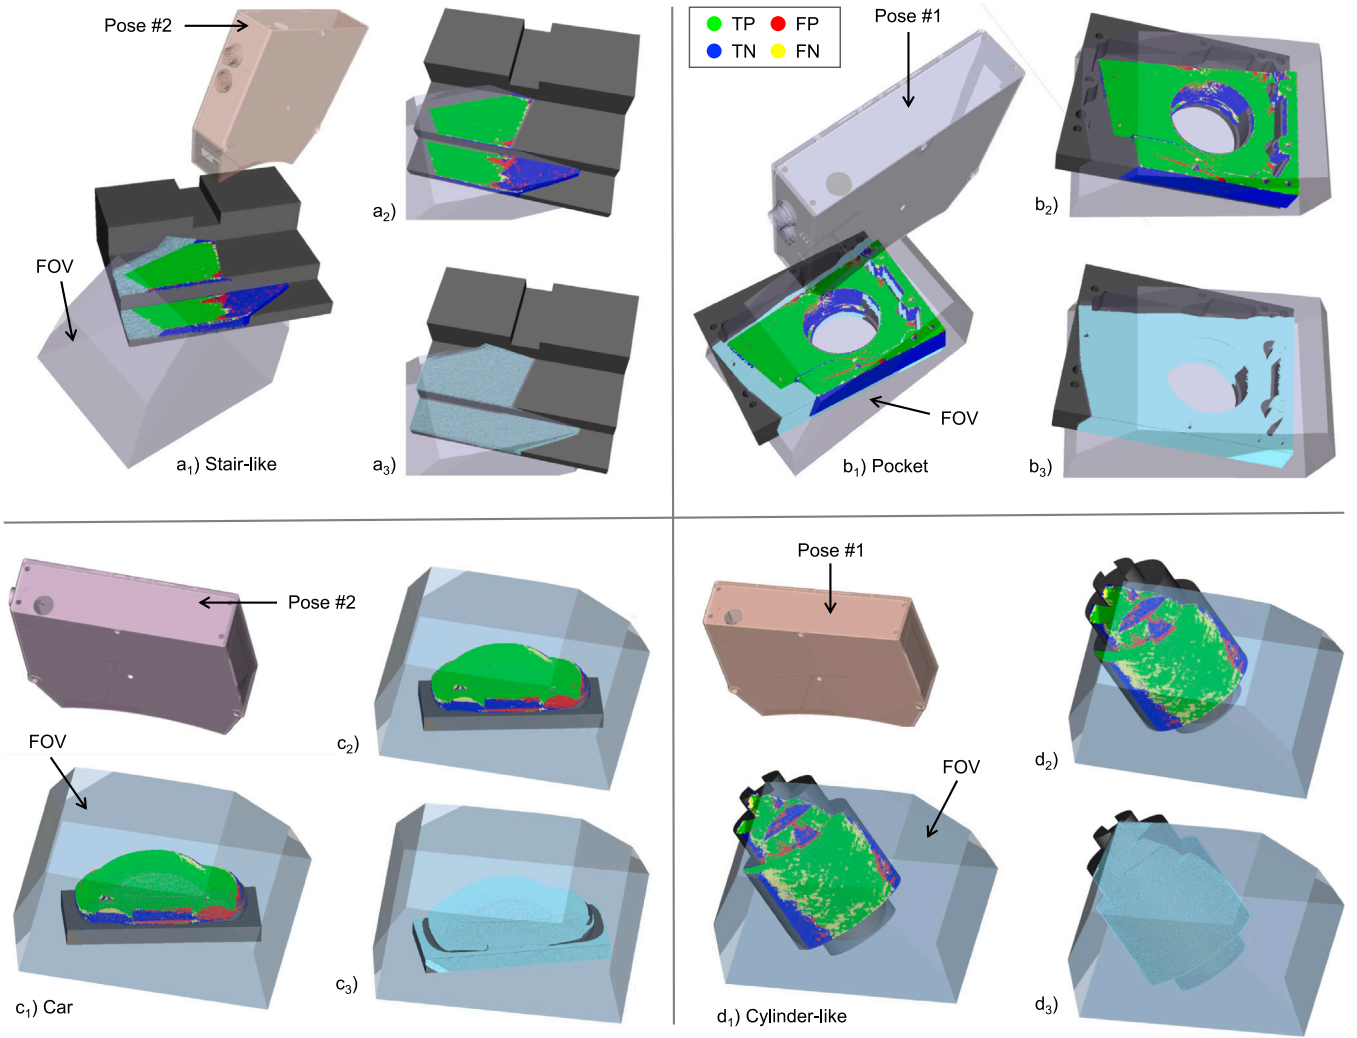 Pose #2
a₂)
FOV
a₁) Stair-like
a₃)
TP FP
TN FN
Pose #1
b₂)
FOV
b₁) Pocket
b₃)
Pose #2
c₂)
FOV
c₃)
c₁) Car
Pose #1
d₂)
FOV
d₁) Cylinder-like
d₃)